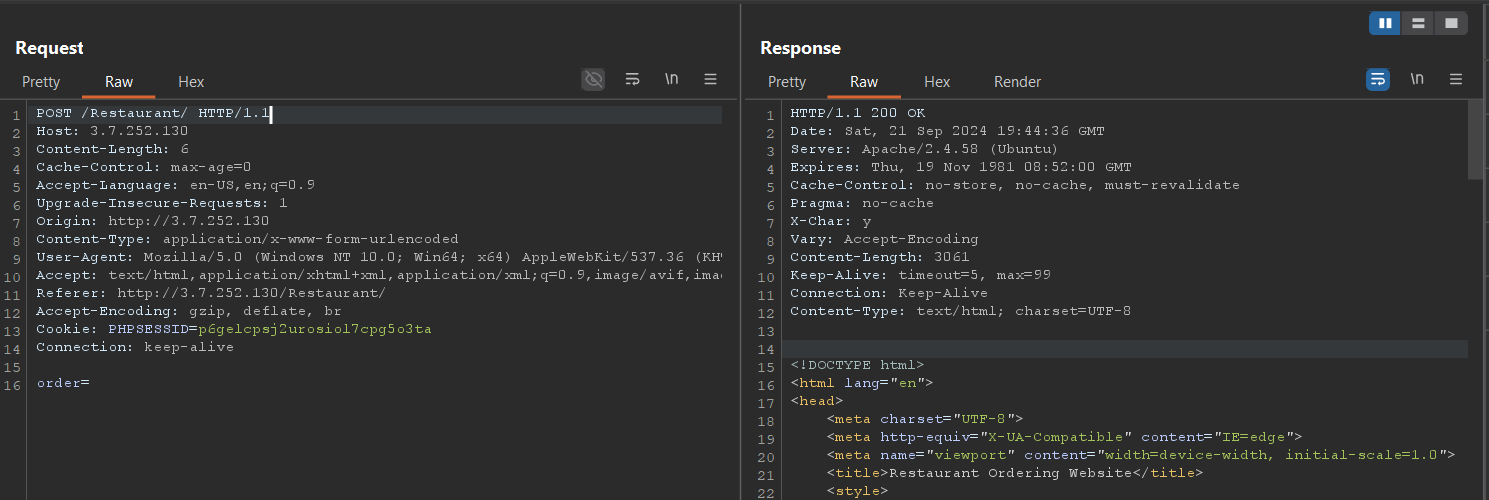 Request
Pretty Raw Hex \n
1 POST /Restaurant/ HTTP/1.1
2 Host: 3.7.252.130
3 Content-Length: 6
4 Cache-Control: max-age=0
5 Accept-Language: en-US,en;q=0.9
6 Upgrade-Insecure-Requests: 1
7 Origin: http://3.7.252.130
8 Content-Type: application/x-www-form-urlencoded
9 User-Agent: Mozilla/5.0 (Windows NT 10.0; Win64; x64) AppleWebKit/537.36
10 Accept: text/html,application/xhtml+xml,application/xml;q=0.9,image/avif,
11 Referer: http://3.7.252.130/Restaurant/
12 Accept-Encoding: gzip, deflate, br
13 Cookie: PHPSESSID=p6gelcpsj2urosiol7cpg5o3ta
14 Connection: keep-alive
15
16 order=
Response
Pretty Raw Hex Render \n
1 HTTP/1.1 200 OK
2 Date: Sat, 21 Sep 2024 19:44:36 GMT
3 Server: Apache/2.4.58 (Ubuntu)
4 Expires: Thu, 19 Nov 1981 08:52:00 GMT
5 Cache-Control: no-store, no-cache, must-revalidate
6 Pragma: no-cache
7 X-Char: y
8 Vary: Accept-Encoding
9 Content-Length: 3061
10 Keep-Alive: timeout=5, max=99
11 Connection: Keep-Alive
12 Content-Type: text/html; charset=UTF-8
13
14
15 <!DOCTYPE html>
16 <html lang="en">
17 <head>
18 <meta charset="UTF-8">
19 <meta http-equiv="X-UA-Compatible" content="IE=edge">
20 <meta name="viewport" content="width=device-width, initial-scale=1.0">
21 <title>Restaurant Ordering Website</title>
22 <style>